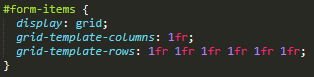 #form-items {
  display: grid;
  grid-template-columns: 1fr;
  grid-template-rows: 1fr 1fr 1fr 1fr 1fr 1fr;
}